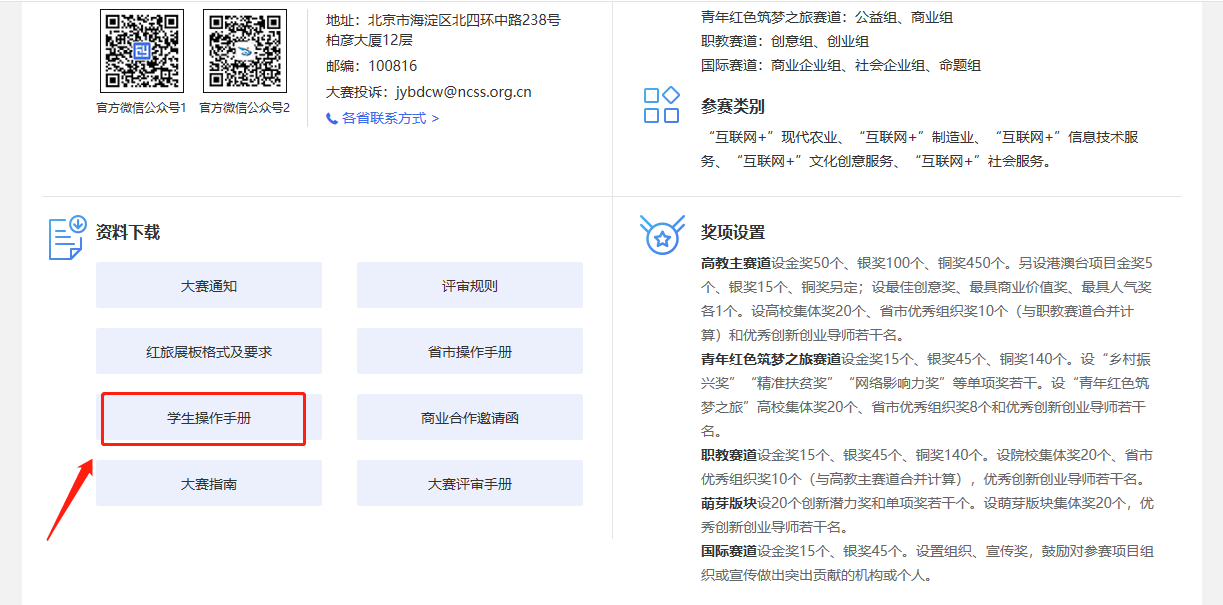 官方微信公众号1
官方微信公众号2
地址：北京市海淀区北四环中路238号
柏彦大厦12层
邮编：100816
大赛投诉：jybdcw@ncss.org.cn
各省联系方式 >
青年红色筑梦之旅赛道：公益组、商业组
职教赛道：创意组、创业组
国际赛道：商业企业组、社会企业组、命题组
参赛类别
“互联网+”现代农业、“互联网+”制造业、“互联网+”信息技术服
务、“互联网+”文化创意服务、“互联网+”社会服务。
资料下载
大赛通知
评审规则
红旅展板格式及要求
省市操作手册
学生操作手册
商业合作邀请函
大赛指南
大赛评审手册
奖项设置
高教主赛道设金奖50个、银奖100个、铜奖450个。另设港澳台项目金奖5
个、银奖15个、铜奖另定；设最佳创意奖、最具商业价值奖、最具人气奖
各1个。设高校集体奖20个、省市优秀组织奖10个（与职教赛道合并计
算）和优秀创新创业导师若干名。
青年红色筑梦之旅赛道设金奖15个、银奖45个、铜奖140个。设“乡村振
兴奖”“精准扶贫奖”“网络影响力奖”等单项奖若干。设“青年红色筑
梦之旅”高校集体奖20个、省市优秀组织奖8个和优秀创新创业导师若干
名。
职教赛道设金奖15个、银奖45个、铜奖140个。设院校集体奖20个、省市
优秀组织奖10个（与高教主赛道合并计算），优秀创新创业导师若干名。
萌芽版块设20个创新潜力奖和单项奖若干个。设萌芽版块集体奖20个，优
秀创新创业导师若干名。
国际赛道设金奖15个、银奖45个。设置组织、宣传奖，鼓励对参赛项目组
织或宣传做出突出贡献的机构或个人。